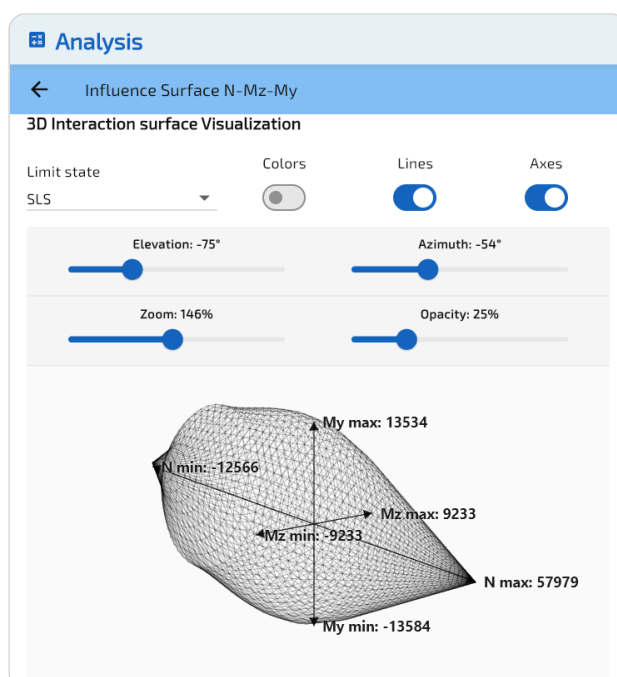 Analysis
Influence Surface N-Mz-My
3D Interaction surface Visualization
Limit state
SLS
Colors
Lines
Axes
Elevation: -75°
Azimuth: -54°
Zoom: 146%
Opacity: 25%
My max: 13534
N min: -12566
Mz max: 9233
Mz min: -9233
N max: 57979
My min: -13584